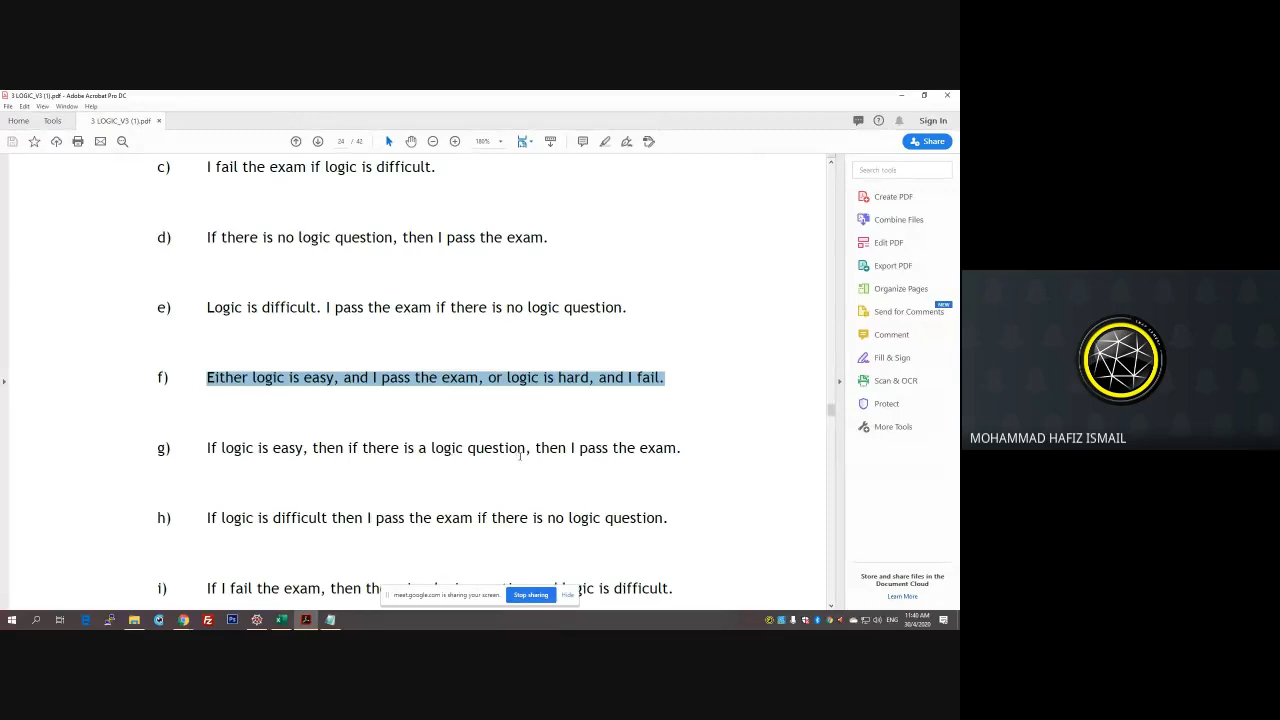 3 LOGIC_V3 (1).pdf - Adobe Acrobat Pro DC
File Edit View Window Help
Home Tools 3 LOGIC_V3 (1).pdf × Sign In
24 / 42 180% Share
c) I fail the exam if logic is difficult.
d) If there is no logic question, then I pass the exam.
e) Logic is difficult. I pass the exam if there is no logic question.
f) Either logic is easy, and I pass the exam, or logic is hard, and I fail.
g) If logic is easy, then if there is a logic question, then I pass the exam.
h) If logic is difficult then I pass the exam if there is no logic question.
i) If I fail the exam, then is difficult.
meet.google.com is sharing your screen. Stop sharing Hide
Search tools
Create PDF
Combine Files
Edit PDF
Export PDF
Organize Pages
NEW
Send for Comments
Comment
Fill & Sign
Scan & OCR
Protect
More Tools
Store and share files in the
Document Cloud
Learn More
ENG
11:40 AM
30/4/2020
MOHAMMAD HAFIZ ISMAIL